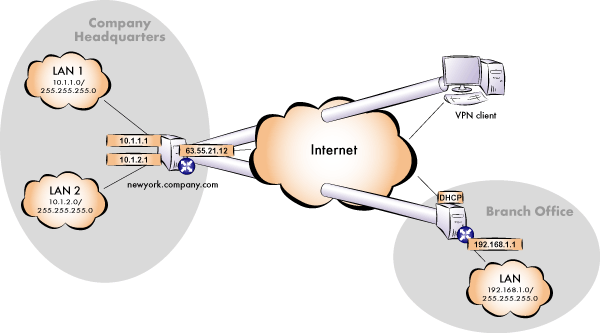 Company
Headquarters
LAN 1
10.1.1.0/
255.255.255.0
10.1.1.1
10.1.2.1
63.55.21.12
newyork.company.com
LAN 2
10.1.2.0/
255.255.255.0
Internet
VPN client
DHCP
Branch Office
192.168.1.1
LAN
192.168.1.0/
255.255.255.0